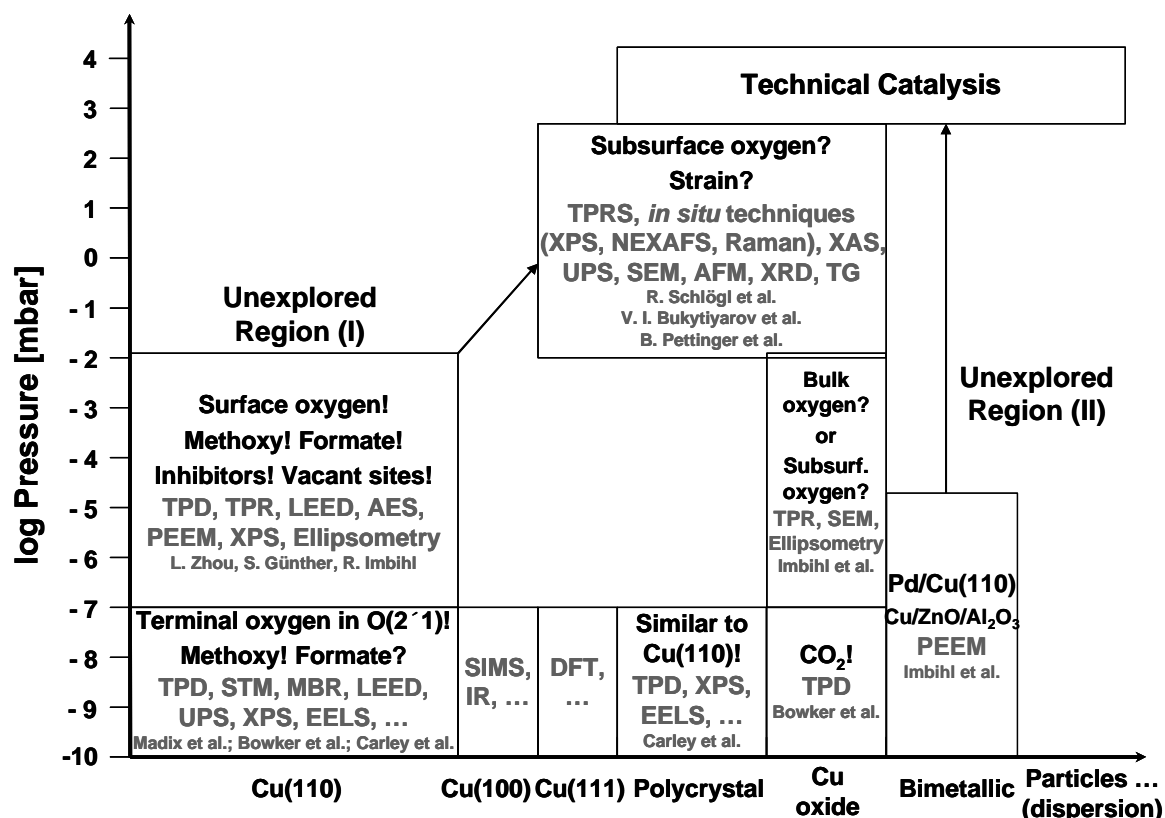 4
3
2
1
0
- 1
- 2
- 3
- 4
- 5
- 6
- 7
- 8
- 9
-10
log Pressure [mbar]
Technical Catalysis
Subsurface oxygen?
Strain?
TPRS, in situ techniques
(XPS, NEXAFS, Raman), XAS,
UPS, SEM, AFM, XRD, TG
R. Schlögl et al.
V. I. Bukytiyarov et al.
B. Pettinger et al.
Unexplored
Region (I)
Surface oxygen!
Methoxy! Formate!
Inhibitors! Vacant sites!
TPD, TPR, LEED, AES,
PEEM, XPS, Ellipsometry
L. Zhou, S. Günther, R. Imbihl
Bulk
oxygen?
or
Subsurf.
oxygen?
TPR, SEM,
Ellipsometry
Imbihl et al.
Unexplored
Region (II)
Terminal oxygen in O(2´1)!
Methoxy! Formate?
TPD, STM, MBR, LEED,
UPS, XPS, EELS, …
Madix et al.; Bowker et al.; Carley et al.
SIMS,
IR, …
DFT,
…
Similar to
Cu(110)!
TPD, XPS,
EELS, …
Carley et al.
CO₂!
TPD
Bowker et al.
Pd/Cu(110)
Cu/ZnO/Al₂O₃
PEEM
Imbihl et al.
Cu(110)
Cu(100)
Cu(111)
Polycrystal
Cu
oxide
Bimetallic
Particles …
(dispersion)